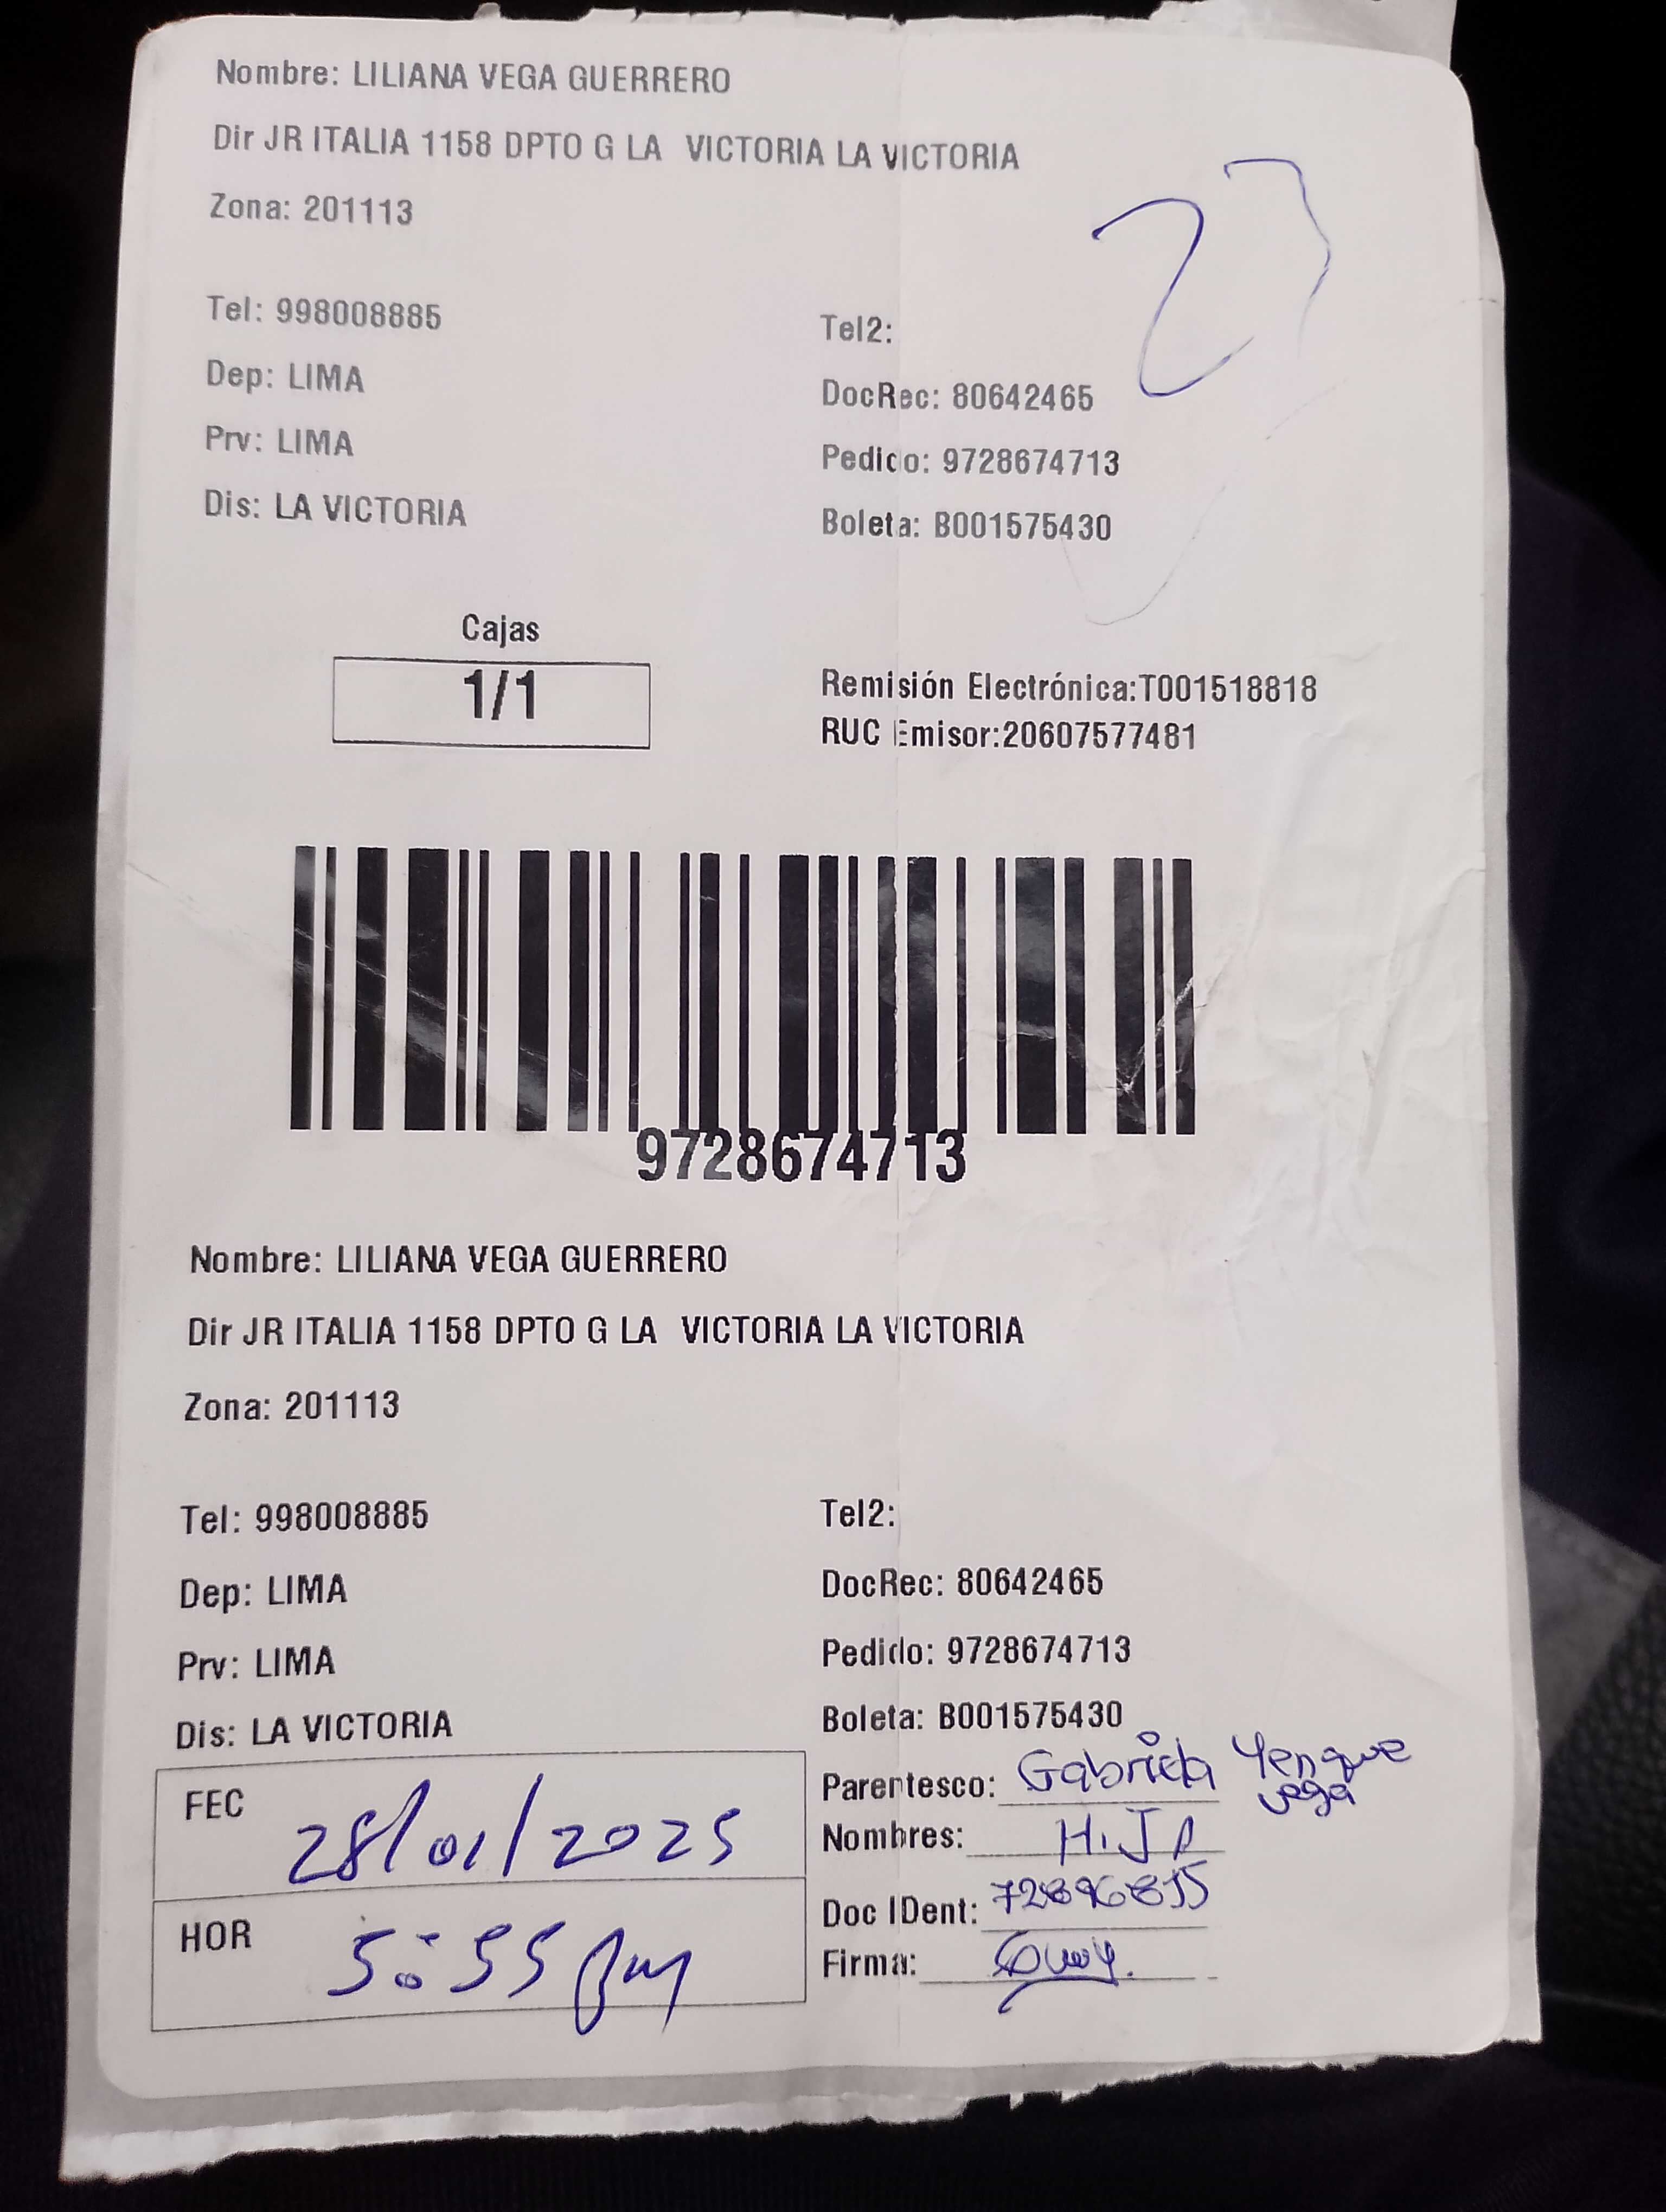 Nombre: LILIANA VEGA GUERRERO
Dir JR ITALIA 1158 DPTO G LA VICTORIA LA VICTORIA
Zona: 201113
27
Tel: 998008885
Tel2:
Dep: LIMA
DocRec: 80642465
Prv: LIMA
Pedido: 9728674713
Dis: LA VICTORIA
Boleta: B001575430
Cajas
1/1
Remisión Electrónica:T001518818
RUC Emisor:20607577481
9728674713
Nombre: LILIANA VEGA GUERRERO
Dir JR ITALIA 1158 DPTO G LA VICTORIA LA VICTORIA
Zona: 201113
Tel: 998008885
Tel2:
Dep: LIMA
DocRec: 80642465
Prv: LIMA
Pedido: 9728674713
Dis: LA VICTORIA
Boleta: B001575430
FEC 28/01/2025
Parentesco: Gabriela Yenque
vega
Nombres: HiJA
HOR 5:55 pm
Doc IDent:
Firma: